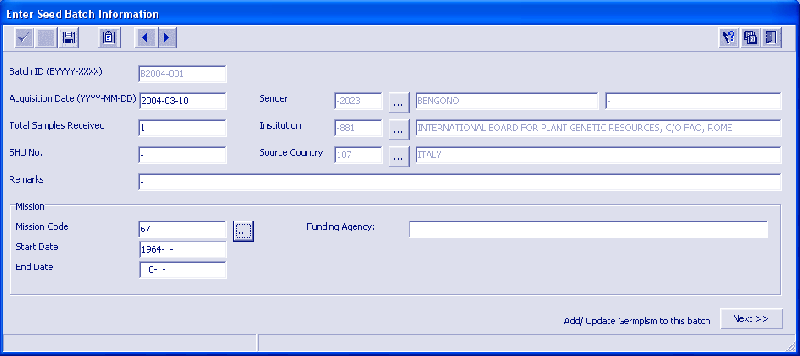 Enter Seed Batch Information
Batch ID (BYYYY-XXXX) B2004-001
Acquisition Date (YYYY-MM-DD) 2004-03-10 Sender -2023 ... BENGONO -
Total Samples Received 1 Institution -881 ... INTERNATIONAL BOARD FOR PLANT GENETIC RESOURCES, C/O FAO, ROME
SHU No. - Source Country 107 ... ITALY
Remarks -
Mission
Mission Code 67 ... Funding Agency:
Start Date 1964- -
End Date 0- -
Add/ Update Germplsm to this batch Next >>